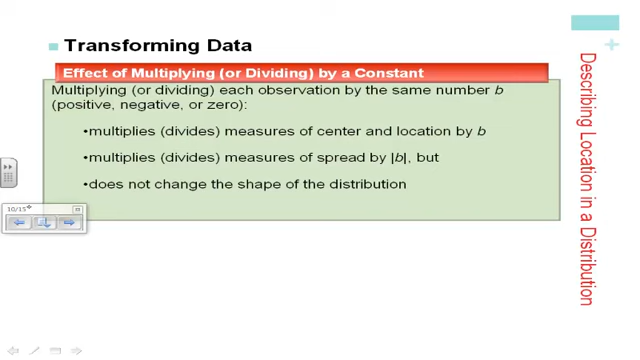 Transforming Data
Effect of Multiplying (or Dividing) by a Constant
Multiplying (or dividing) each observation by the same number b
(positive, negative, or zero):
•multiplies (divides) measures of center and location by b
•multiplies (divides) measures of spread by |b|, but
•does not change the shape of the distribution
10/15
+
Describing Location in a Distribution